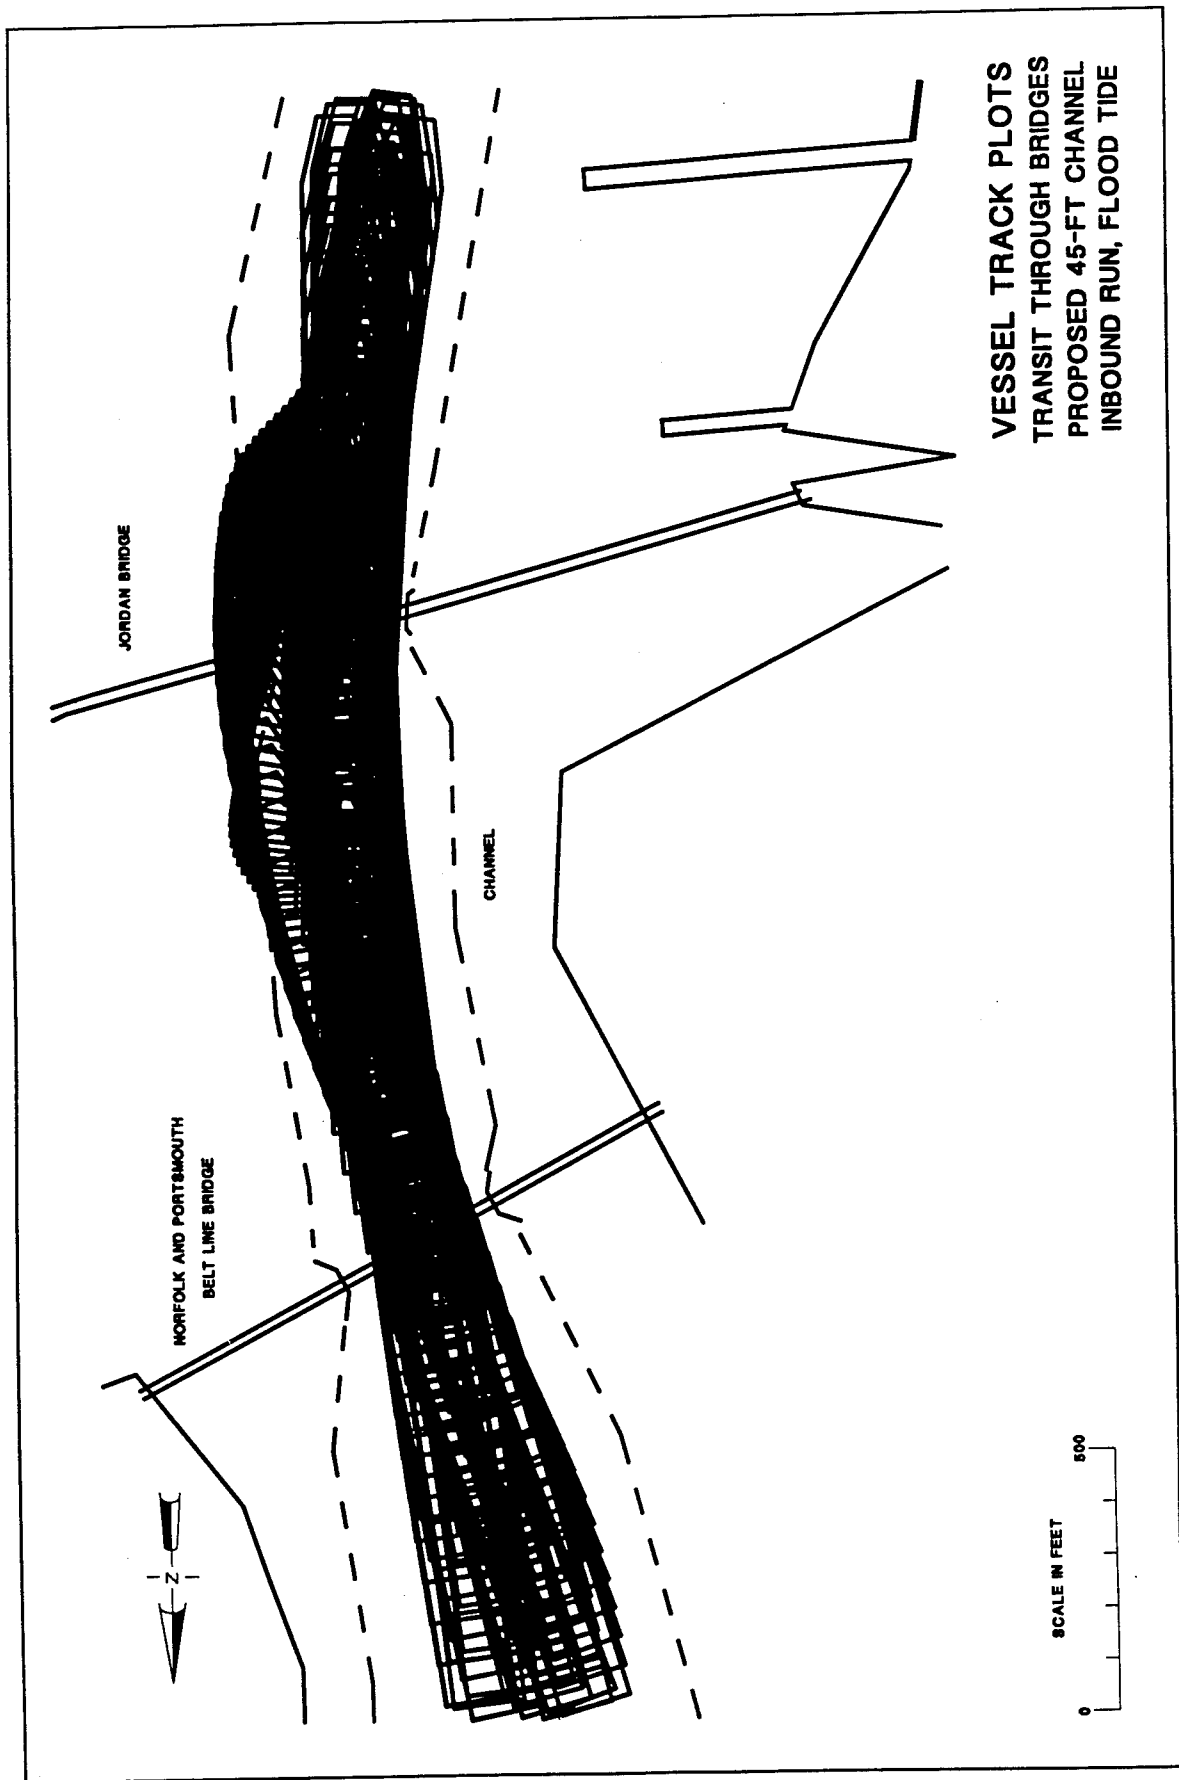 NORFOLK AND PORTSMOUTH
BELT LINE BRIDGE
JORDAN BRIDGE
N
CHANNEL
SCALE IN FEET
0 500
VESSEL TRACK PLOTS
TRANSIT THROUGH BRIDGES
PROPOSED 45-FT CHANNEL
INBOUND RUN, FLOOD TIDE